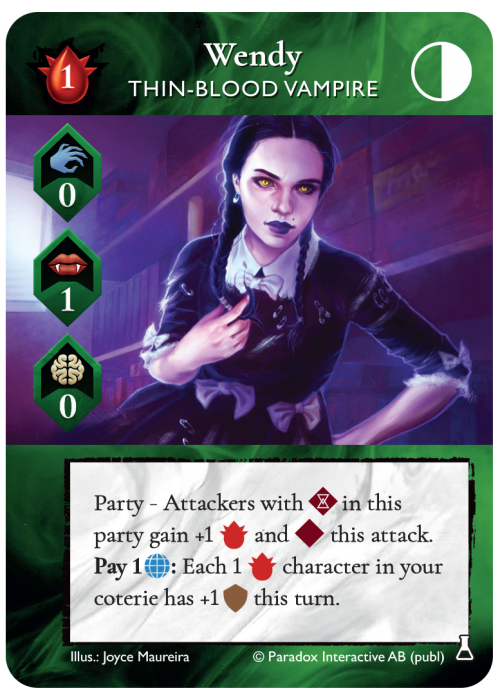 1
Wendy
THIN-BLOOD VAMPIRE
0
1
0
Party - Attackers with in this
party gain +1 and this attack.
Pay 1 : Each 1 character in your
coterie has +1 this turn.
Illus.: Joyce Maureira
© Paradox Interactive AB (publ)